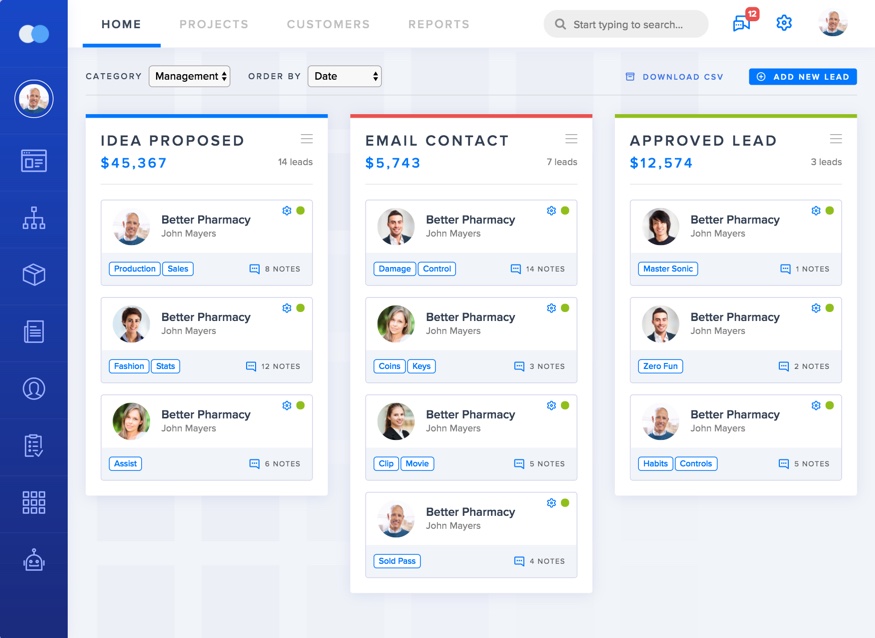 HOME PROJECTS CUSTOMERS REPORTS Start typing to search... 12
CATEGORY Management ORDER BY Date DOWNLOAD CSV ADD NEW LEAD
IDEA PROPOSED
$45,367 14 leads
Better Pharmacy
John Mayers
Production Sales 8 NOTES
Better Pharmacy
John Mayers
Fashion Stats 12 NOTES
Better Pharmacy
John Mayers
Assist 6 NOTES
EMAIL CONTACT
$5,743 7 leads
Better Pharmacy
John Mayers
Damage Control 14 NOTES
Better Pharmacy
John Mayers
Coins Keys 3 NOTES
Better Pharmacy
John Mayers
Clip Movie 5 NOTES
Better Pharmacy
John Mayers
Sold Pass 4 NOTES
APPROVED LEAD
$12,574 3 leads
Better Pharmacy
John Mayers
Master Sonic 1 NOTES
Better Pharmacy
John Mayers
Zero Fun 2 NOTES
Better Pharmacy
John Mayers
Habits Controls 5 NOTES